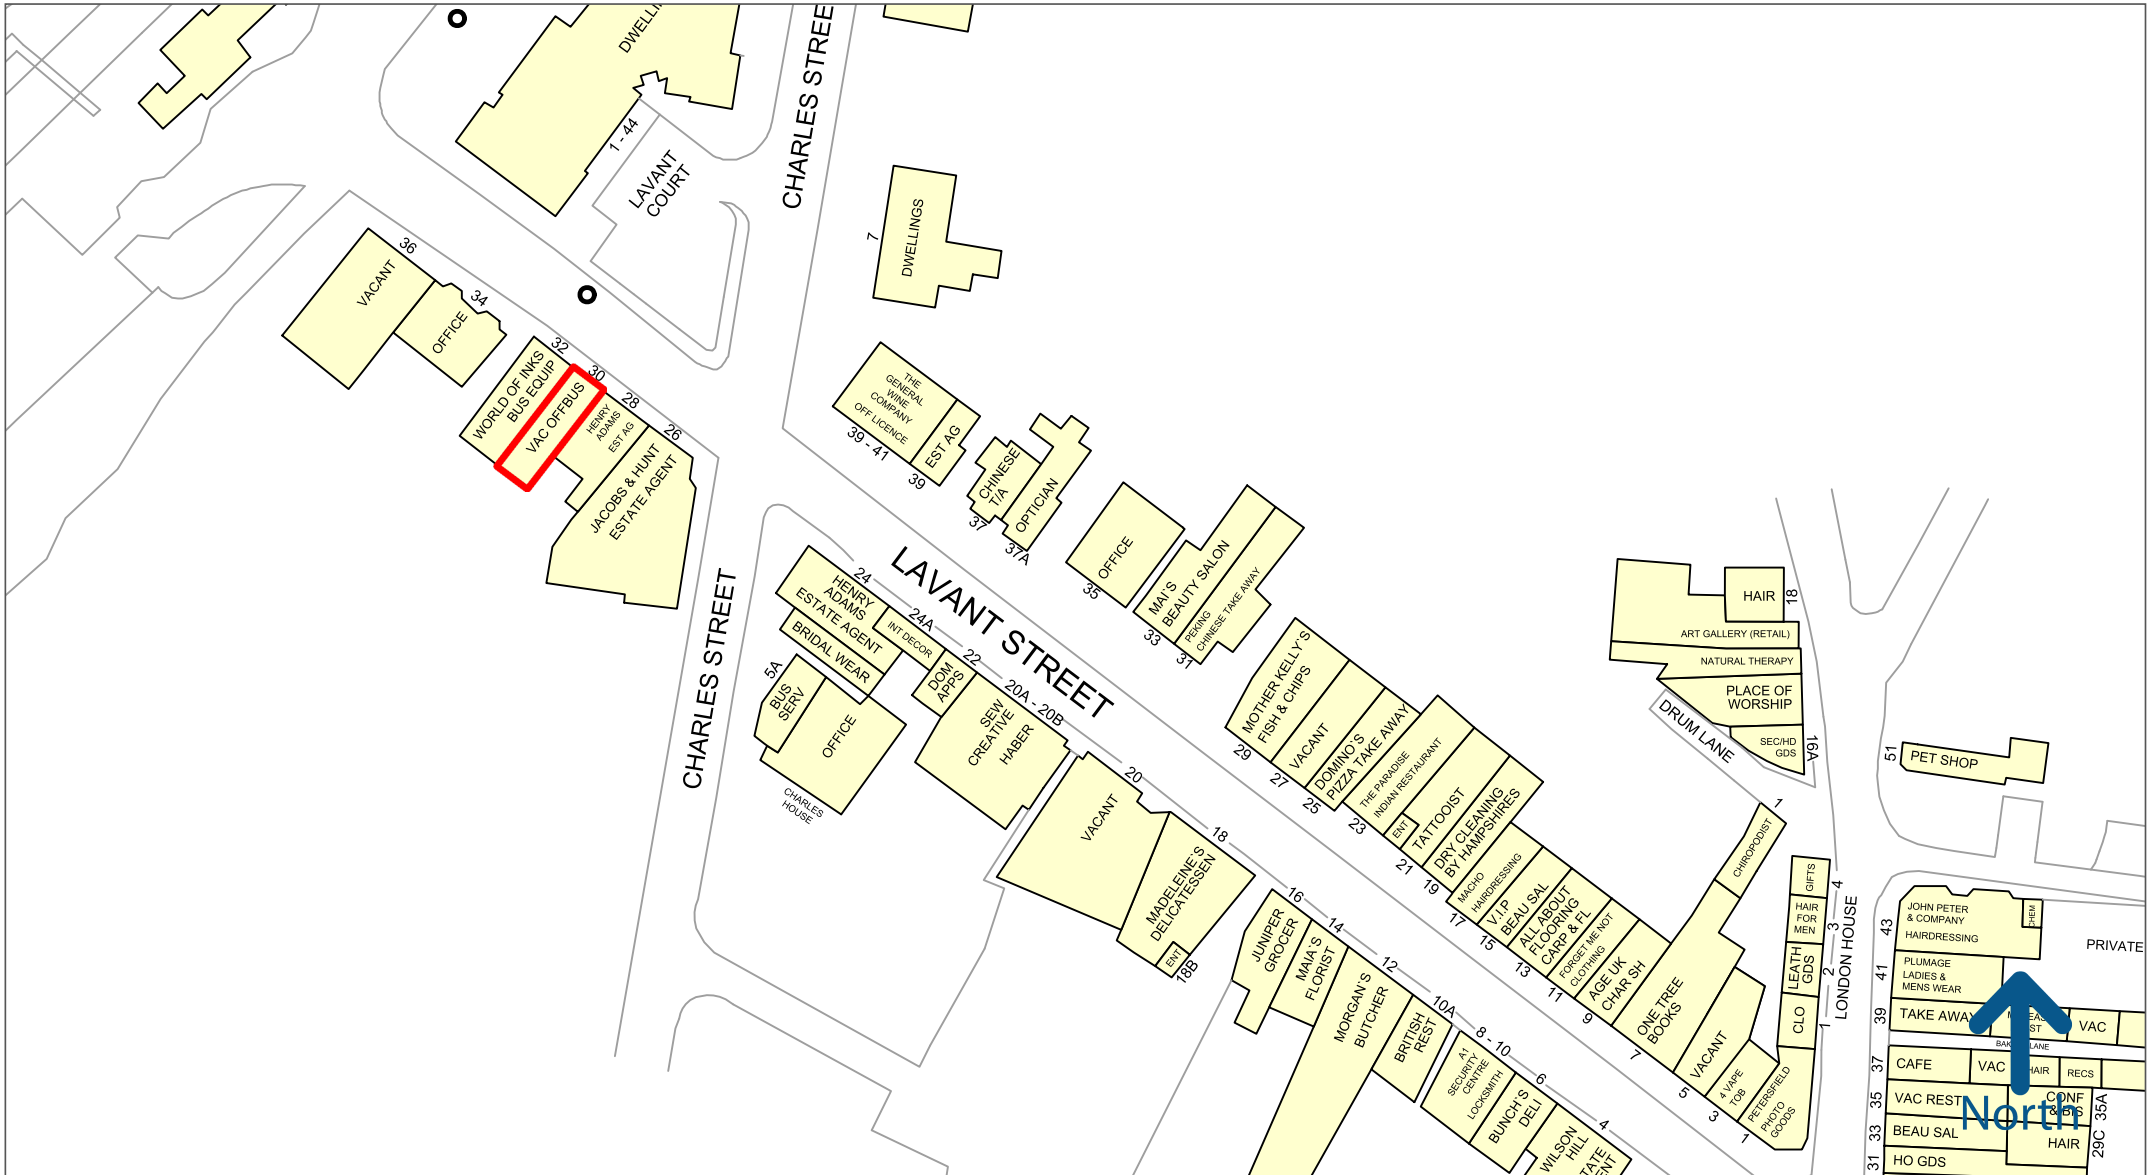 DWELLI
CHARLES STREE
1 - 44
LAVANT
COURT
7
DWELLINGS
36
VACANT
34
OFFICE
32
WORLD OF INKS
BUS EQUIP
30
VAC OFFBUS
28
HENRY
ADAMS
EST AG
26
JACOBS & HUNT
ESTATE AGENT
THE
GENERAL
WINE
COMPANY
OFF LICENCE
39 - 41
EST AG
39
CHINESE
T/A
37
OPTICIAN
37A
OFFICE
35
MAI'S
BEAUTY SALON
33
PEKING
CHINESE TAKE AWAY
31
LAVANT STREET
CHARLES STREET
24
HENRY
ADAMS
ESTATE AGENT
24A
INT DECOR
BRIDAL WEAR
22
DOM
APPS
5A
BUS
SERV
OFFICE
CHARLES
HOUSE
20A - 20B
SEW
CREATIVE
HABER
20
VACANT
18
MADELEINE'S
DELICATESSEN
ENT
18B
MOTHER KELLY'S
FISH & CHIPS
29
VACANT
27
DOMINO'S
PIZZA TAKE AWAY
25
THE PARADISE
INDIAN RESTAURANT
23
ENT
TATTOOIST
21
DRY CLEANING
BY HAMPSHIRES
19
MACHO
HAIRDRESSING
17
V.I.P
BEAU SAL
15
ALL ABOUT
FLOORING
CARP & FL
13
FORGET ME NOT
CLOTHING
11
AGE UK
CHAR SH
9
ONE TREE
BOOKS
7
VACANT
5
4 VAPE
TOB
3
PETERSFIELD
PHOTO
GOODS
1
16
JUNIPER
GROCER
14
MAIA'S
FLORIST
12
MORGAN'S
BUTCHER
10A
BRITISH
REST
8 - 10
A1
SECURITY
CENTRE
LOCKSMITH
6
BUNCH'S
DELI
4
WILSON
HILL
TATE
ENT
HAIR
18
ART GALLERY (RETAIL)
NATURAL THERAPY
PLACE OF
WORSHIP
SEC/HD
GDS
16A
DRUM LANE
1
CHIROPODIST
GIFTS
4
HAIR
FOR
MEN
3
LEATH
GDS
2
CLO
1
LONDON HOUSE
51
PET SHOP
43
JOHN PETER
& COMPANY
HAIRDRESSING
CHEM
PRIVATE
41
PLUMAGE
LADIES &
MENS WEAR
39
TAKE AWAY
VAC
37
CAFE
VAC
HAIR
RECS
35
VAC REST
CONF
35A
33
BEAU SAL
HAIR
29C
31
HO GDS
North